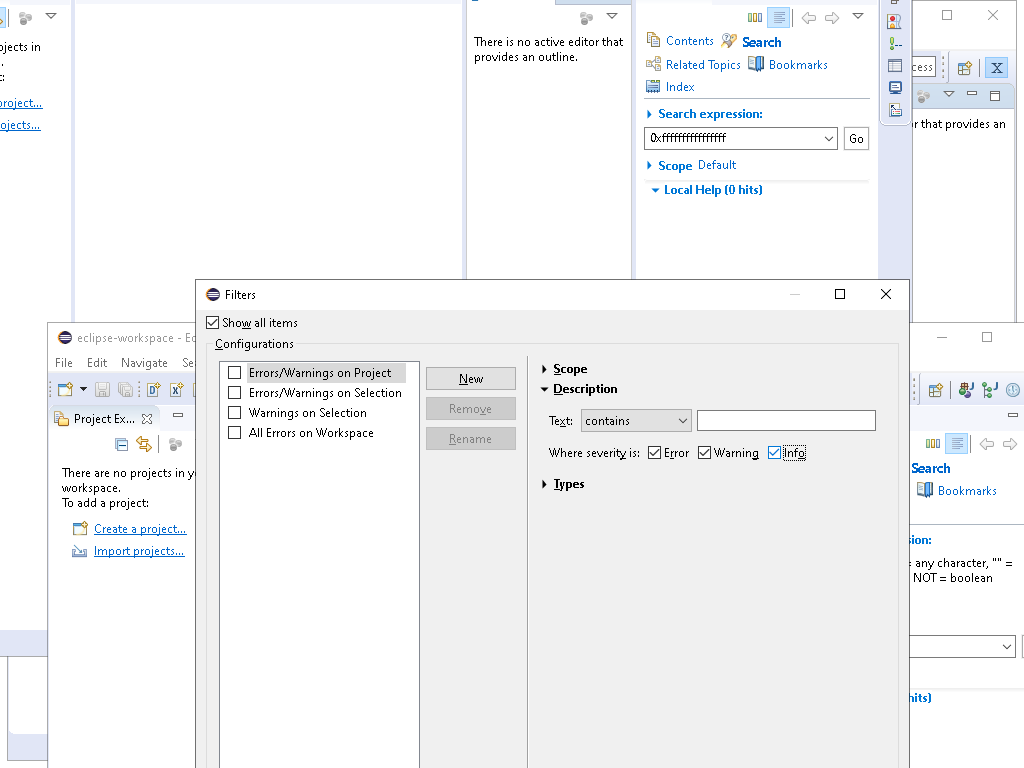 ojects in
project...
ojects...
There is no active editor that
provides an outline.
Contents Search
Related Topics Bookmarks
Index
Search expression:
0xffffffffffffffff Go
Scope Default
Local Help (0 hits)
cess
X
or that provides an
Filters
Show all items
Configurations
Errors/Warnings on Project
Errors/Warnings on Selection
Warnings on Selection
All Errors on Workspace
New
Remove
Rename
Scope
Description
Text: contains
Where severity is: Error Warning Info
Types
eclipse-workspace - Ec
File Edit Navigate Se
Project Ex...
There are no projects in y
workspace.
To add a project:
Create a project...
Import projects...
Search
Bookmarks
sion:
= any character, "" =
NOT = boolean
hits)